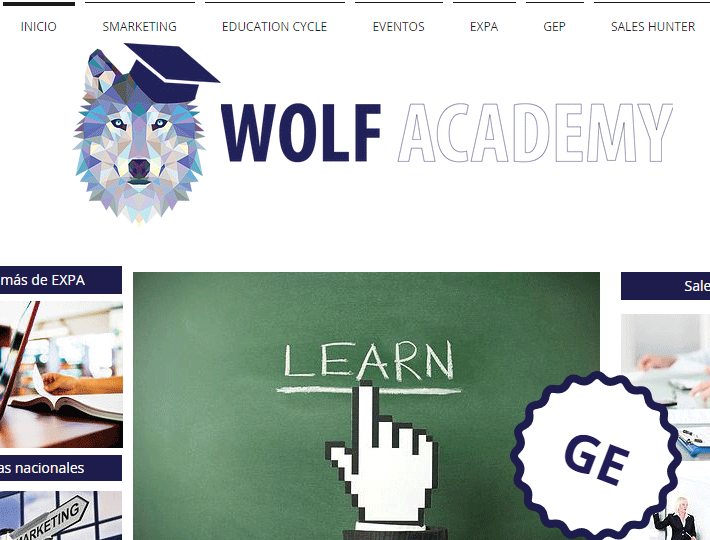 INICIO
SMARKETING
EDUCATION CYCLE
EVENTOS
EXPA
GEP
SALES HUNTER
WOLF ACADEMY
más de EXPA
Sale
LEARN
GE
as nacionales
MARKETING